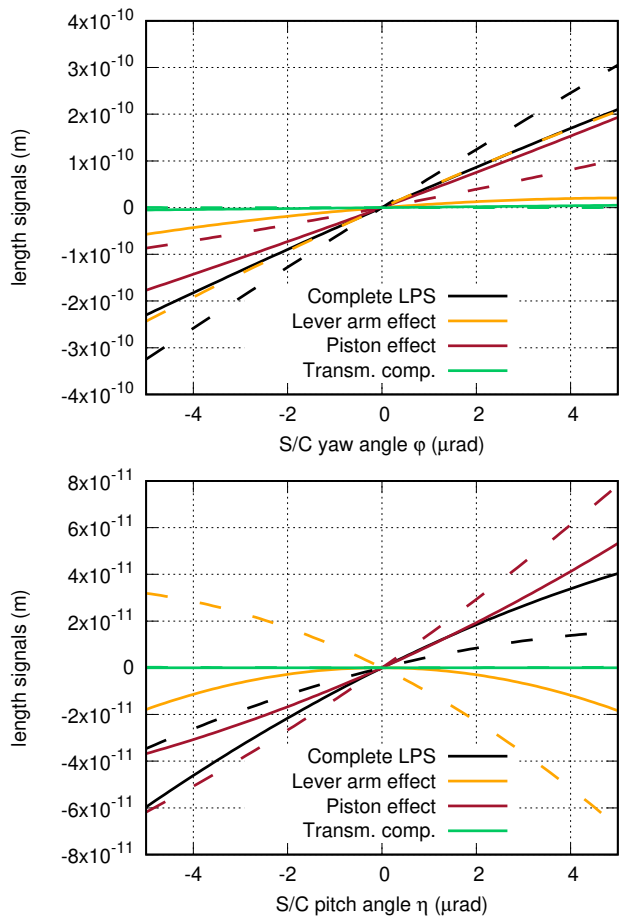 4x10⁻¹⁰
3x10⁻¹⁰
2x10⁻¹⁰
1x10⁻¹⁰
0
-1x10⁻¹⁰
-2x10⁻¹⁰
-3x10⁻¹⁰
-4x10⁻¹⁰
length signals (m)
Complete LPS
Lever arm effect
Piston effect
Transm. comp.
-4 -2 0 2 4
S/C yaw angle φ (μrad)
8x10⁻¹¹
6x10⁻¹¹
4x10⁻¹¹
2x10⁻¹¹
0
-2x10⁻¹¹
-4x10⁻¹¹
-6x10⁻¹¹
-8x10⁻¹¹
length signals (m)
Complete LPS
Lever arm effect
Piston effect
Transm. comp.
-4 -2 0 2 4
S/C pitch angle η (μrad)